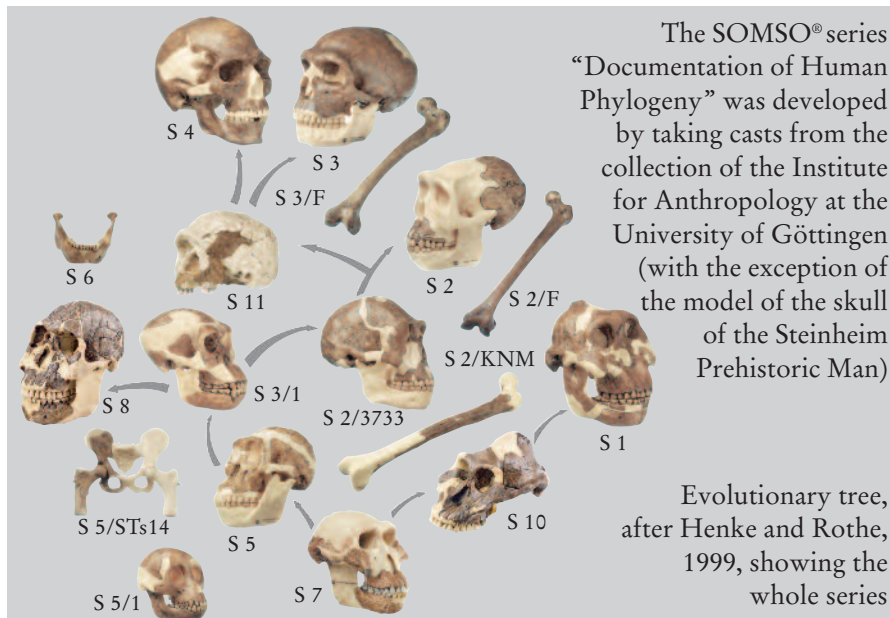 The SOMSO® series
“Documentation of Human
Phylogeny” was developed
by taking casts from the
collection of the Institute
for Anthropology at the
University of Göttingen
(with the exception of
the model of the skull
of the Steinheim
Prehistoric Man)
S 4
S 3
S 3/F
S 6
S 11
S 2
S 2/F
S 2/KNM
S 8
S 3/1
S 2/3733
S 1
S 5/STs14
S 5
S 10
S 5/1
S 7
Evolutionary tree,
after Henke and Rothe,
1999, showing the
whole series